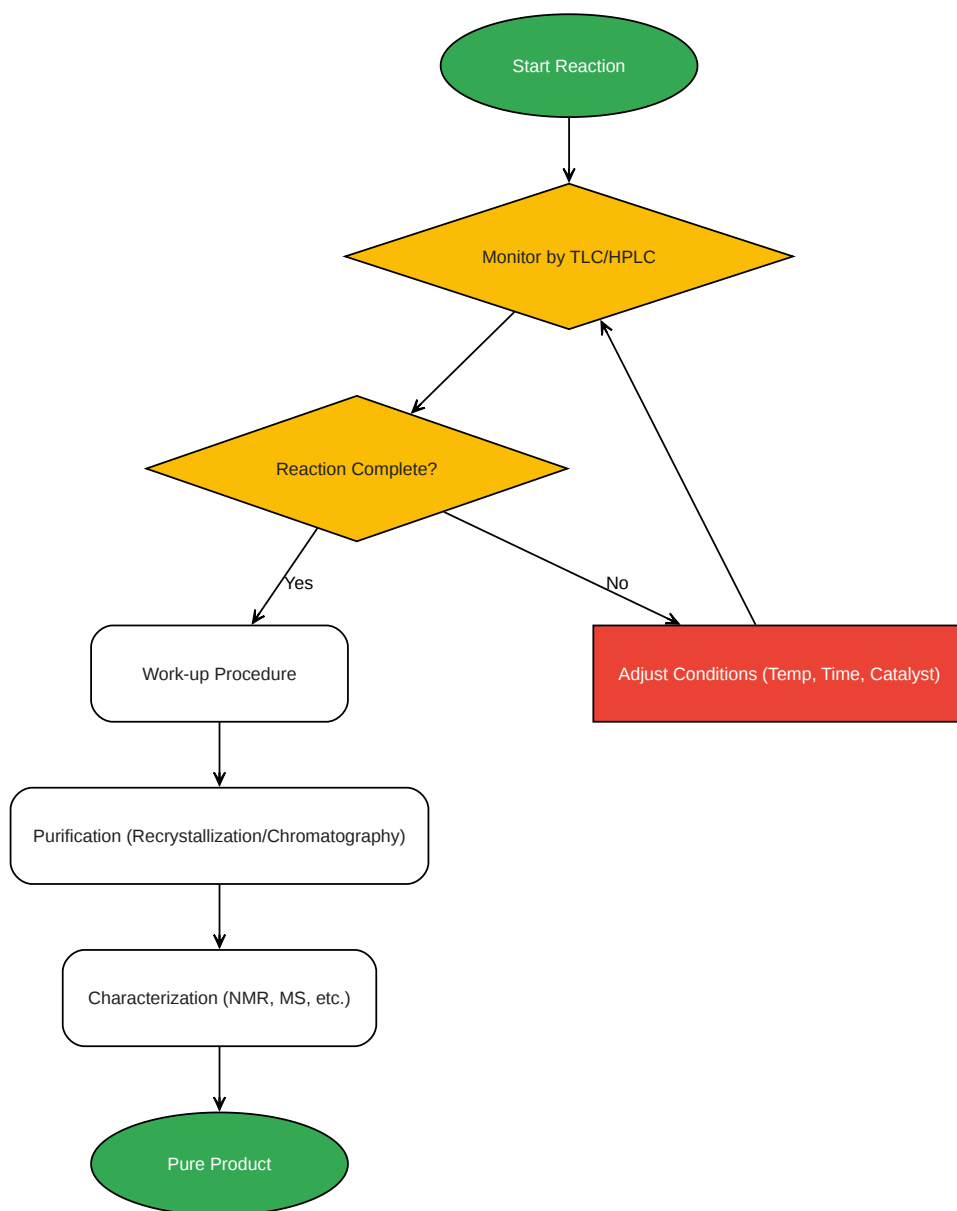 Start Reaction
Monitor by TLC/HPLC
Reaction Complete?
Yes
No
Work-up Procedure
Adjust Conditions (Temp, Time, Catalyst)
Purification (Recrystallization/Chromatography)
Characterization (NMR, MS, etc.)
Pure Product